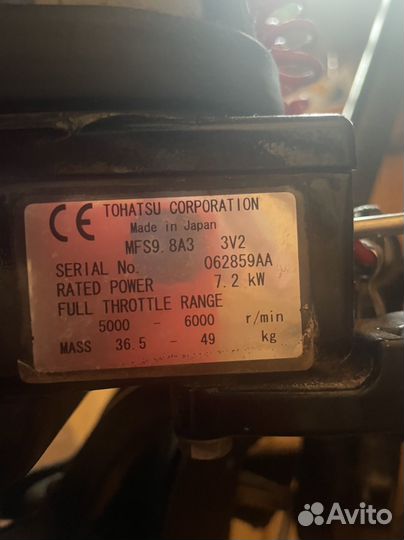 CE TOHATSU CORPORATION
Made in Japan
MFS9.8A3 3V2
SERIAL No. 062859AA
RATED POWER 7.2 kW
FULL THROTTLE RANGE
5000 - 6000 r/min
MASS 36.5 - 49 kg
Avito